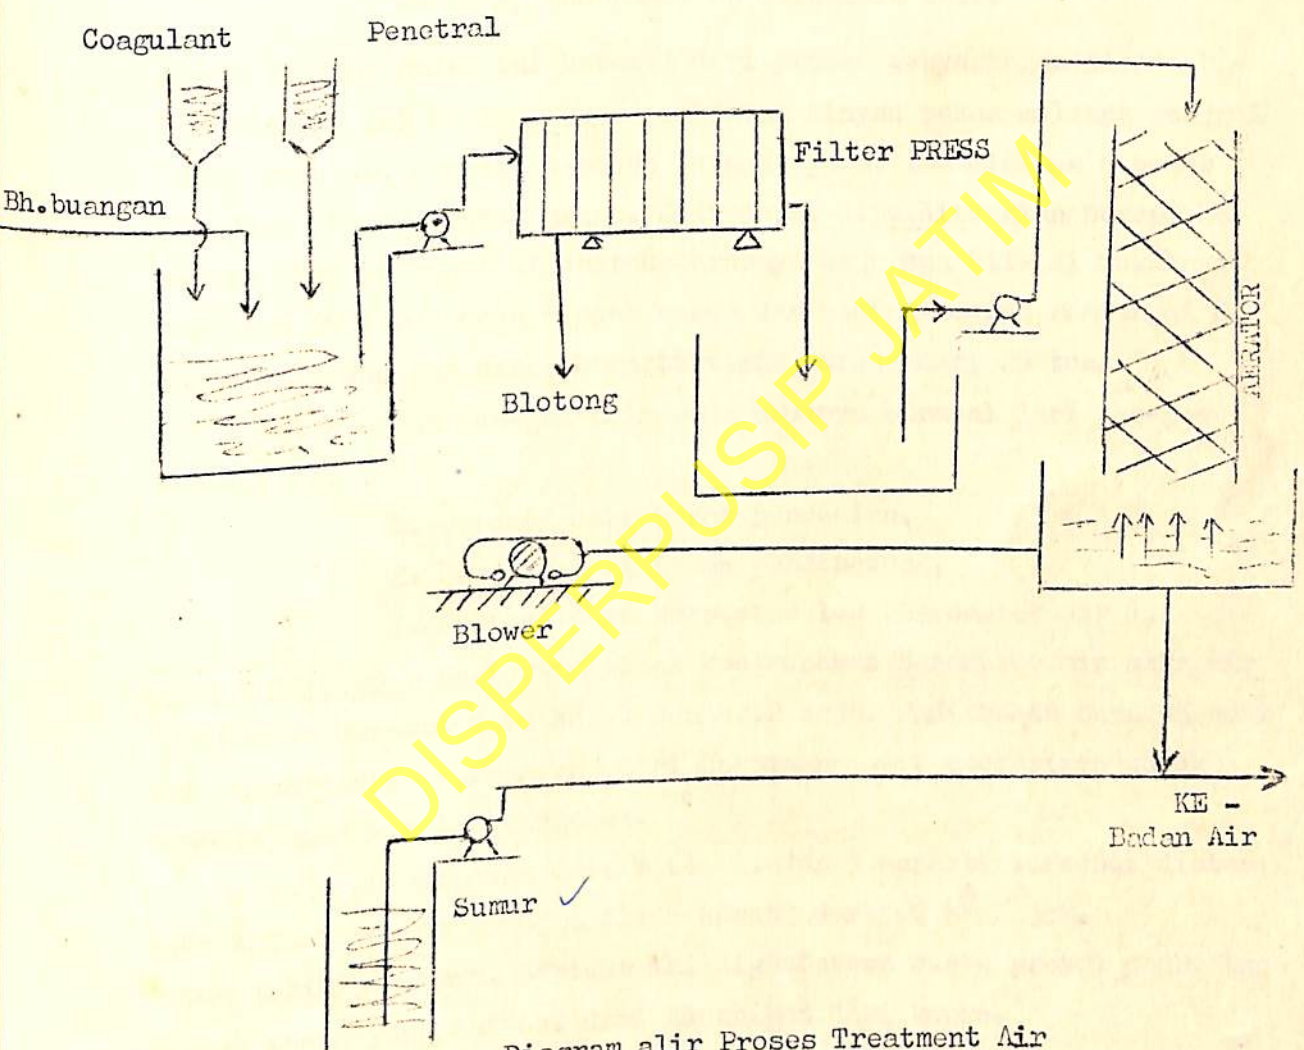 Coagulant
Penetral
Bh.buangan
Filter PRESS
AERATOR
Blotong
Blower
KE -
Badan Air
Sumur
Diagram alir Proses Treatment Air
DISPERPUSIP JATIM